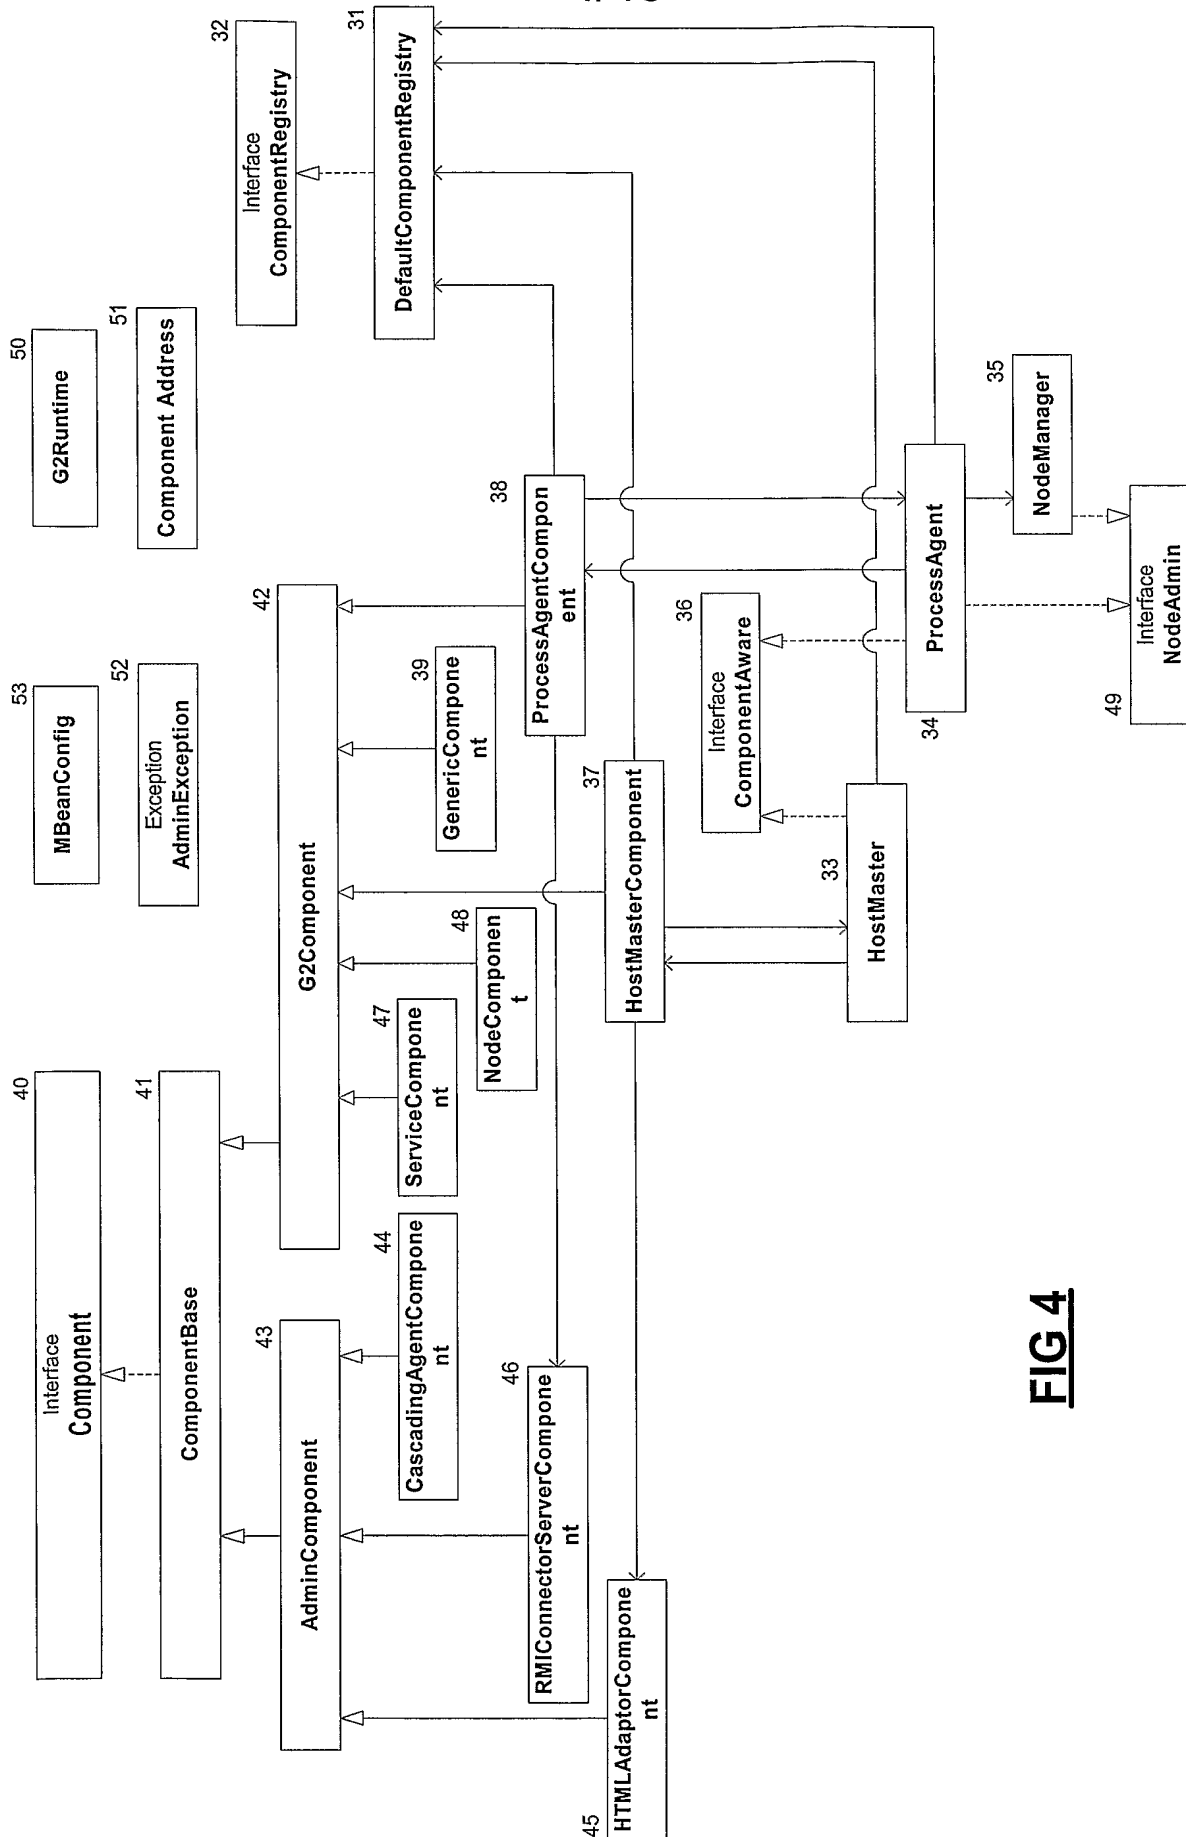 40
Interface
Component
53
MBeanConfig
50
G2Runtime
32
Interface
ComponentRegistry
41
ComponentBase
52
Exception
AdminException
51
Component Address
31
DefaultComponentRegistry
43
AdminComponent
42
G2Component
44
CascadingAgentCompone
nt
47
ServiceCompone
nt
48
NodeComponen
t
39
GenericCompone
nt
46
RMIConnectorServerCompone
nt
38
ProcessAgentCompon
ent
45
HTMLAdaptorCompone
nt
37
HostMasterComponent
36
Interface
ComponentAware
33
HostMaster
34
ProcessAgent
35
NodeManager
49
Interface
NodeAdmin
FIG 4